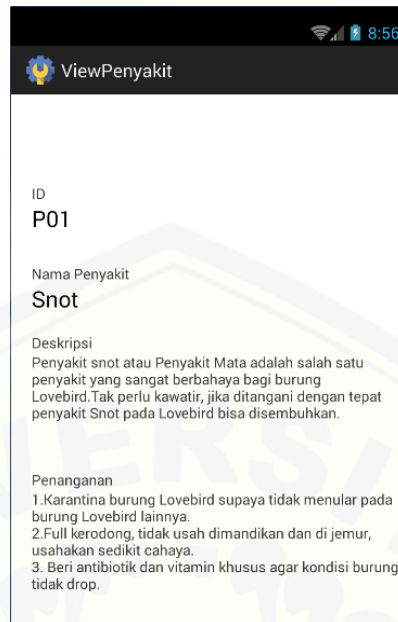 8:56
ViewPenyakit
ID
P01
Nama Penyakit
Snot
Deskripsi
Penyakit snot atau Penyakit Mata adalah salah satu
penyakit yang sangat berbahaya bagi burung
Lovebird.Tak perlu kawatir, jika ditangani dengan tepat
penyakit Snot pada Lovebird bisa disembuhkan.
Penanganan
1.Karantina burung Lovebird supaya tidak menular pada
burung Lovebird lainnya.
2.Full kerodong, tidak usah dimandikan dan di jemur,
usahakan sedikit cahaya.
3. Beri antibiotik dan vitamin khusus agar kondisi burung
tidak drop.